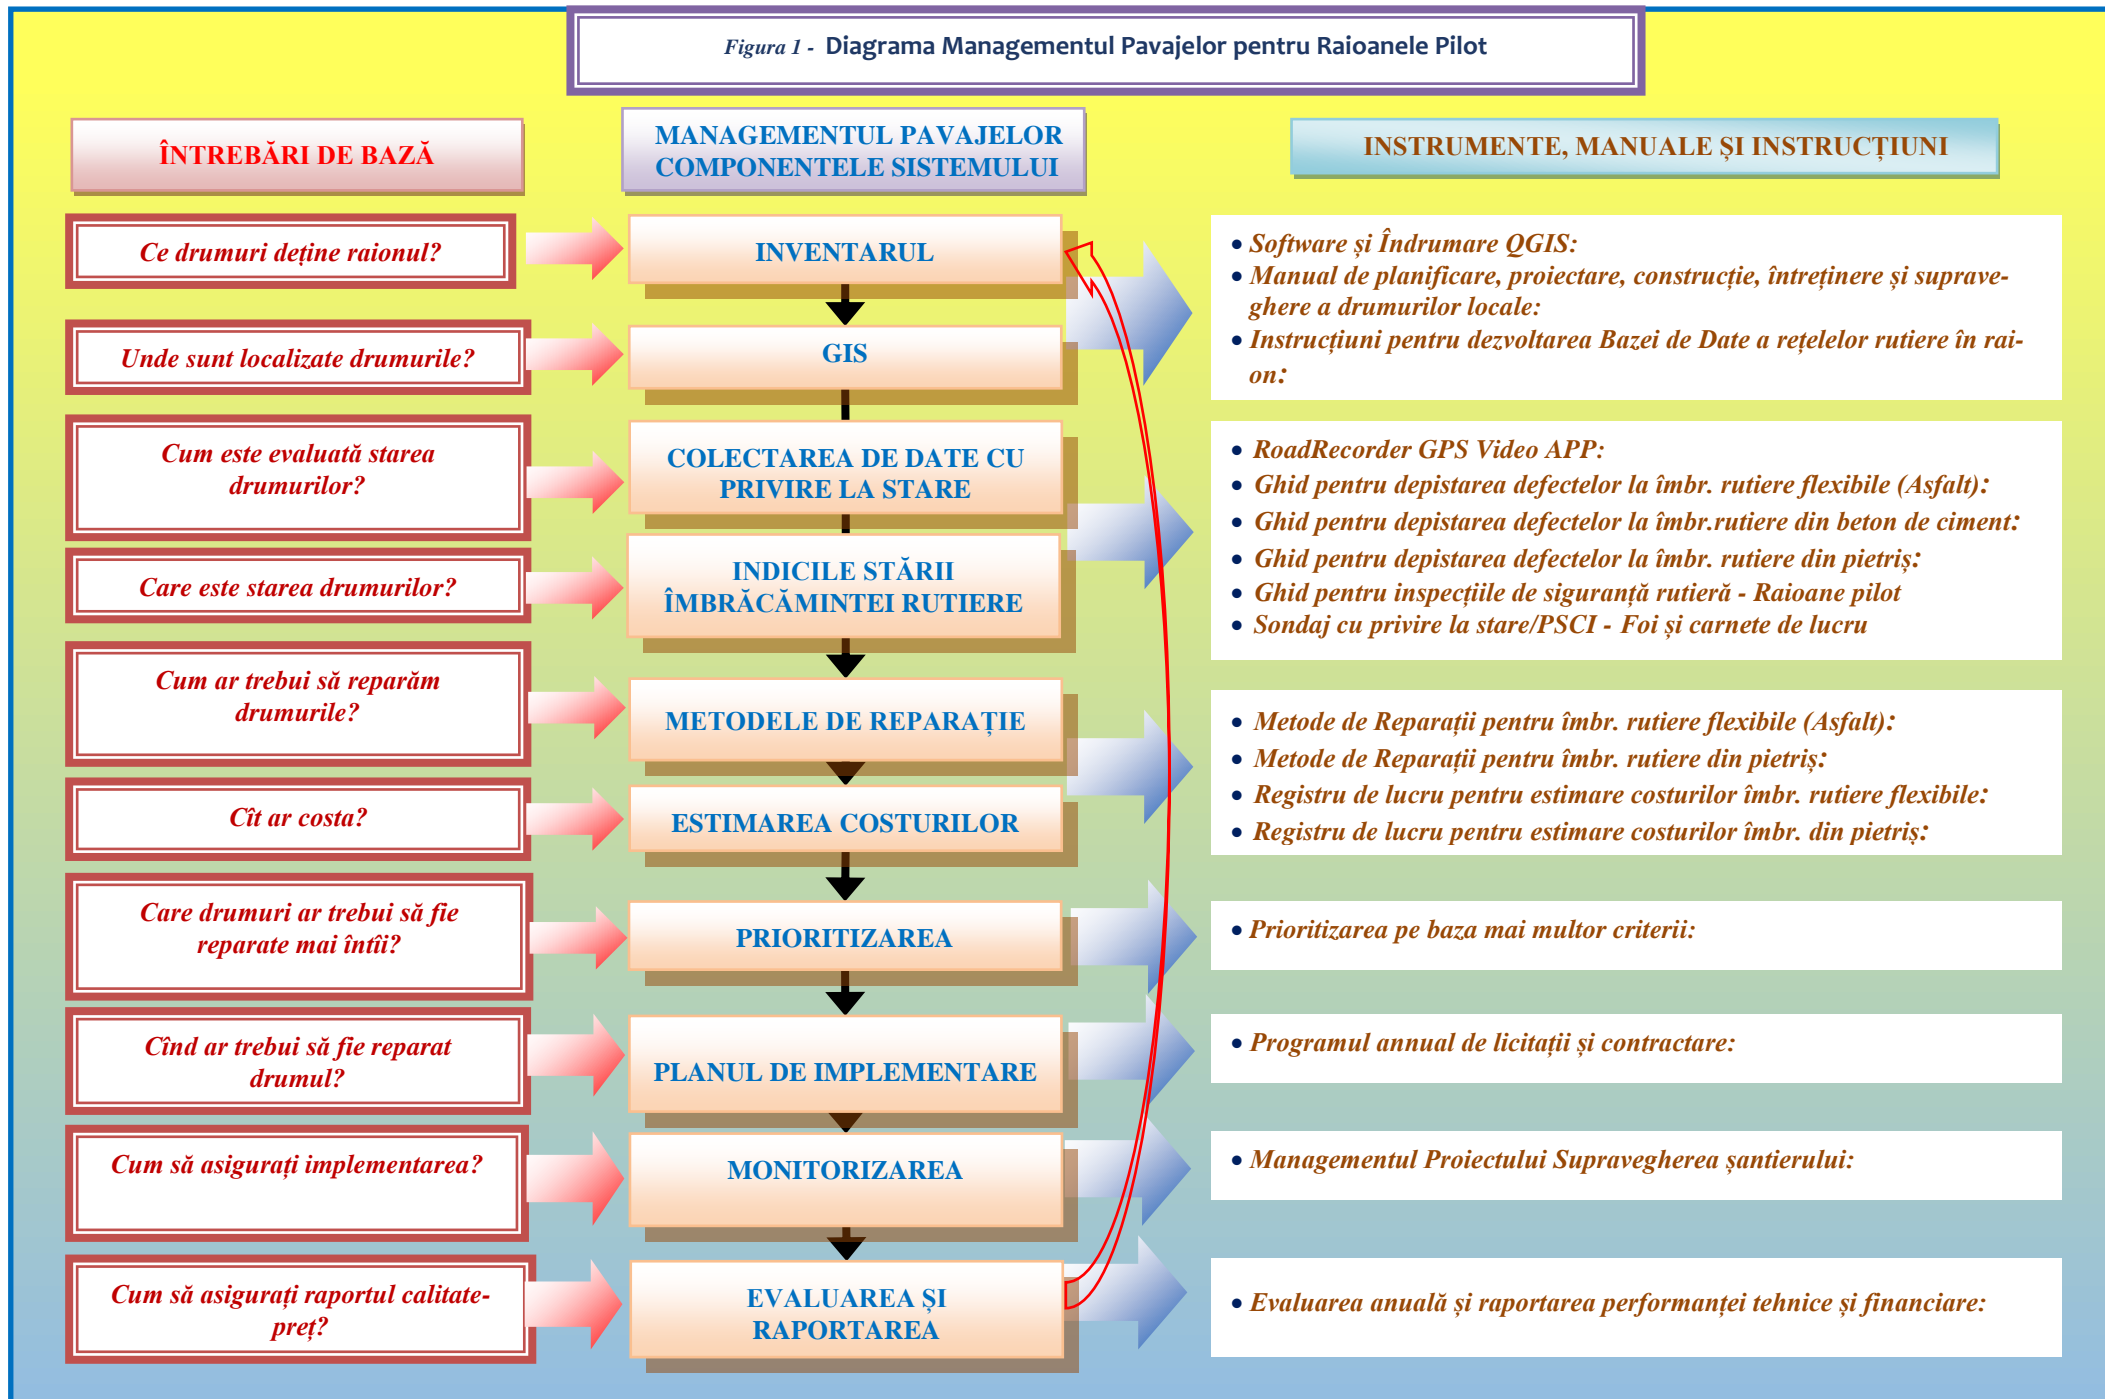 Figura 1 - Diagrama Managementul Pavajelor pentru Raioanele Pilot
ÎNTREBĂRI DE BAZĂ
MANAGEMENTUL PAVAJELOR
COMPONENTELE SISTEMULUI
INSTRUMENTE, MANUALE ȘI INSTRUCȚIUNI
Ce drumuri deține raionul?
INVENTARUL
• Software și Îndrumare QGIS:
• Manual de planificare, proiectare, construcție, întreținere și suprave-
ghere a drumurilor locale:
• Instrucțiuni pentru dezvoltarea Bazei de Date a rețelelor rutiere în rai-
on:
Unde sunt localizate drumurile?
GIS
Cum este evaluată starea
drumurilor?
COLECTAREA DE DATE CU
PRIVIRE LA STARE
• RoadRecorder GPS Video APP:
• Ghid pentru depistarea defectelor la îmbr. rutiere flexibile (Asfalt):
• Ghid pentru depistarea defectelor la îmbr.rutiere din beton de ciment:
• Ghid pentru depistarea defectelor la îmbr. rutiere din pietriș:
• Ghid pentru inspecțiile de siguranță rutieră - Raioane pilot
• Sondaj cu privire la stare/PSCI - Foi și carnete de lucru
Care este starea drumurilor?
INDICILE STĂRII
ÎMBRĂCĂMINTEI RUTIERE
Cum ar trebui să reparăm
drumurile?
METODELE DE REPARAȚIE
• Metode de Reparații pentru îmbr. rutiere flexibile (Asfalt):
• Metode de Reparații pentru îmbr. rutiere din pietriș:
• Registru de lucru pentru estimare costurilor îmbr. rutiere flexibile:
• Registru de lucru pentru estimare costurilor îmbr. din pietriș:
Cît ar costa?
ESTIMAREA COSTURILOR
Care drumuri ar trebui să fie
reparate mai întîi?
PRIORITIZAREA
• Prioritizarea pe baza mai multor criterii:
Cînd ar trebui să fie reparat
drumul?
PLANUL DE IMPLEMENTARE
• Programul annual de licitații și contractare:
Cum să asigurați implementarea?
MONITORIZAREA
• Managementul Proiectului Supravegherea șantierului:
Cum să asigurați raportul calitate-
preț?
EVALUAREA ȘI
RAPORTAREA
• Evaluarea anuală și raportarea performanței tehnice și financiare: